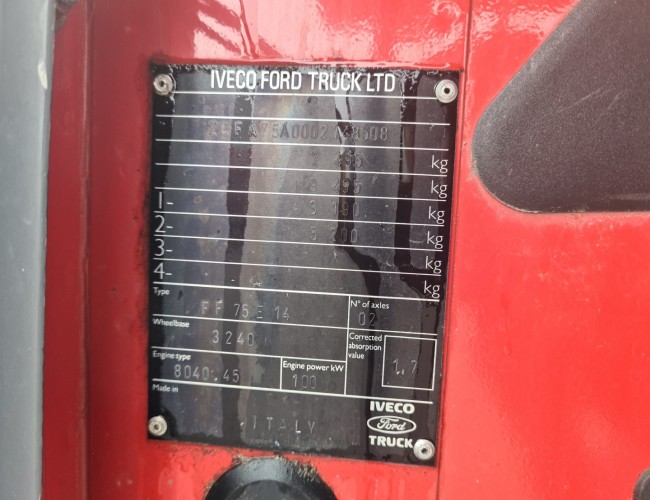 IVECO FORD TRUCK LTD
kg
kg
1- kg
2- kg
3- kg
4- kg
Type
FF 75 E 14
N° of axles
02
Wheelbase
3240
Corrected absorption value
1.7
Engine type
8040.45
Engine power kW
100
Made in
ITALY
IVECO
Ford
TRUCK